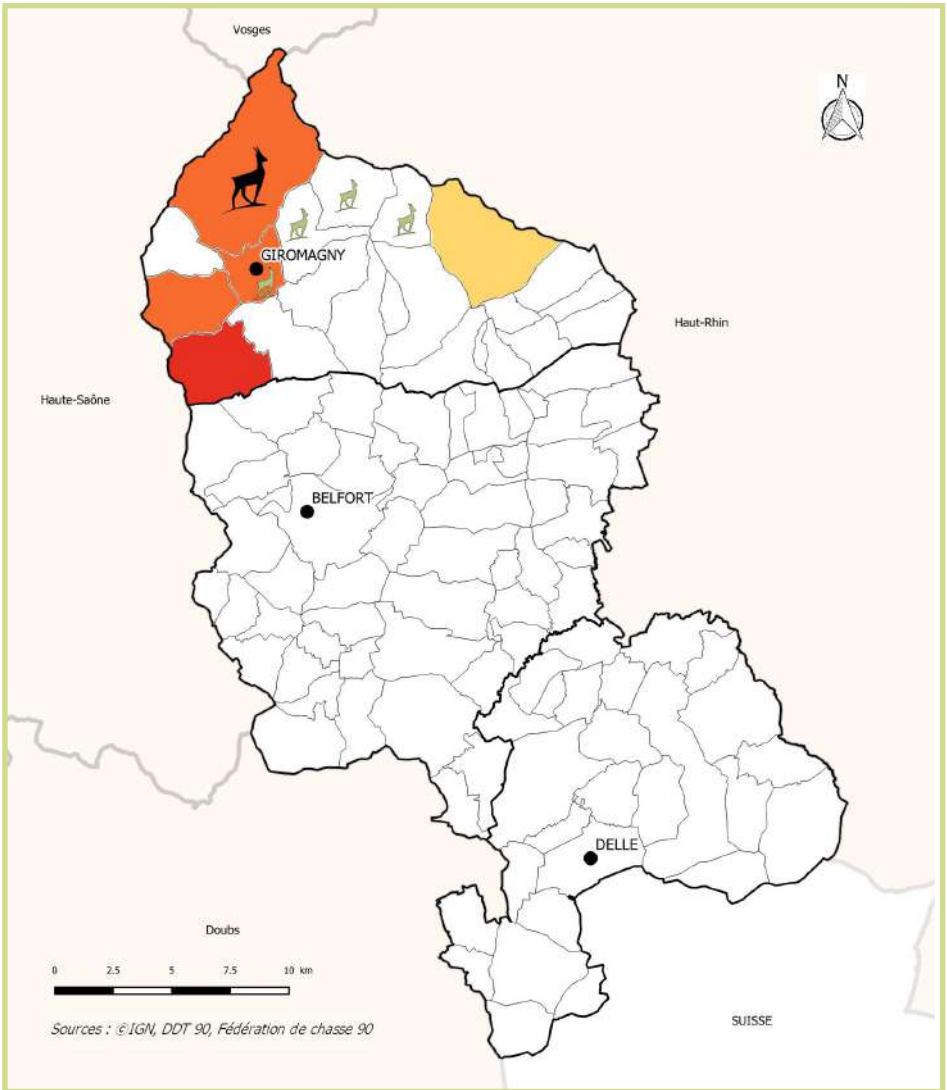 Vosges
N
GIROMAGNY
Haut-Rhin
Haute-Saône
BELFORT
DELLE
Doubs
0 2.5 5 7.5 10 km
SUISSE
Sources : ©IGN, DDT 90, Fédération de chasse 90